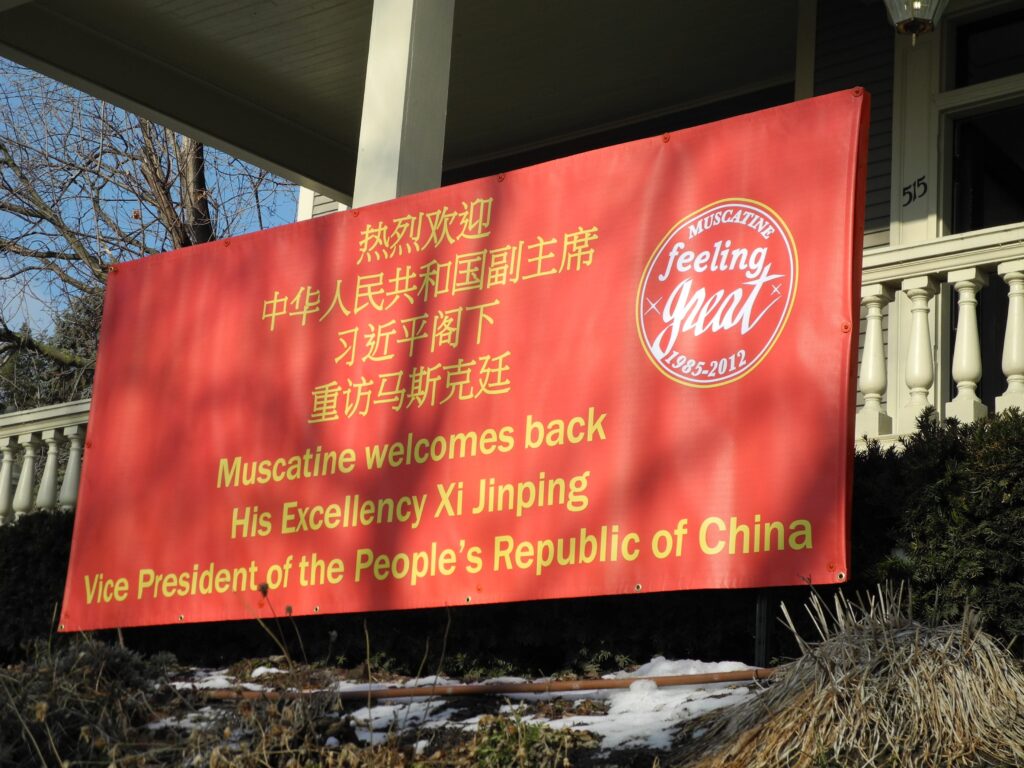 热烈欢迎
中华人民共和国副主席
习近平阁下
重访马斯克廷
Muscatine welcomes back
His Excellency Xi Jinping
Vice President of the People's Republic of China
MUSCATINE
feeling
great
1985-2012
515